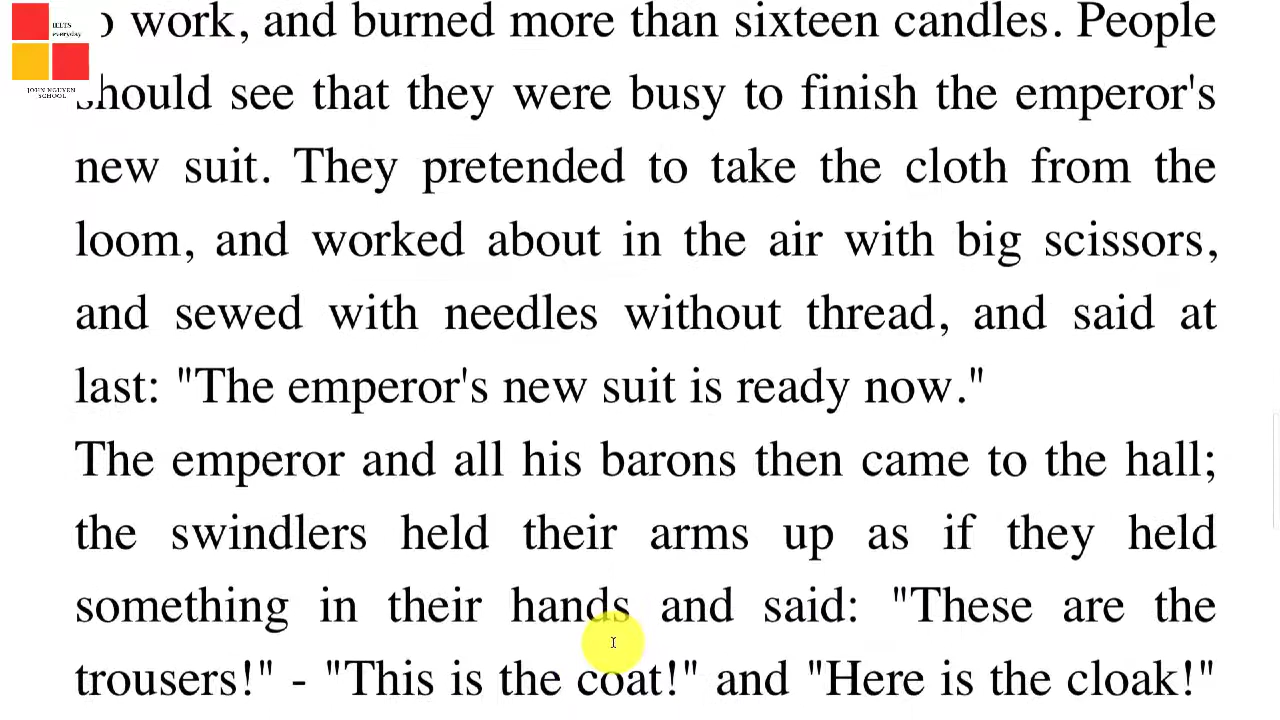 IELTS
everyday
JOHN NGUYEN
SCHOOL
work, and burned more than sixteen candles. People
should see that they were busy to finish the emperor's
new suit. They pretended to take the cloth from the
loom, and worked about in the air with big scissors,
and sewed with needles without thread, and said at
last: "The emperor's new suit is ready now."
The emperor and all his barons then came to the hall;
the swindlers held their arms up as if they held
something in their hands and said: "These are the
trousers!" - "This is the coat!" and "Here is the cloak!"